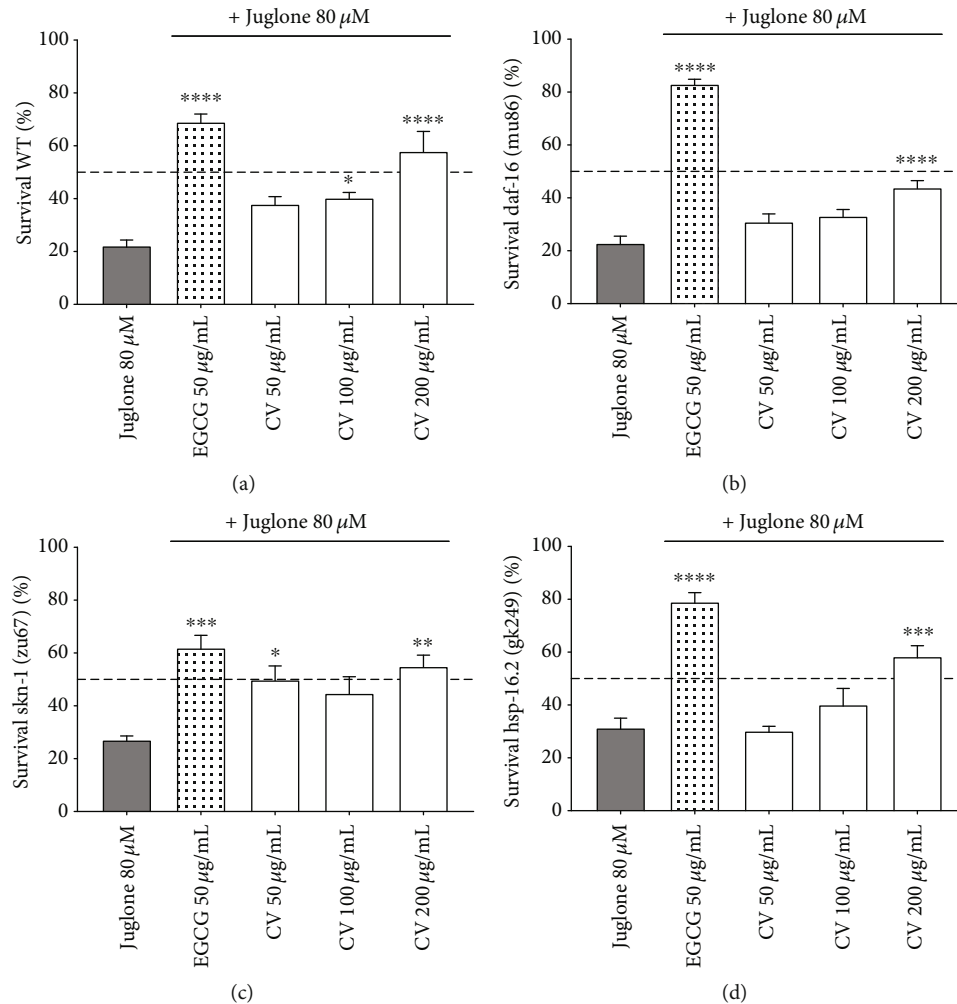 + Juglone 80 μM
Survival WT (%)
100
80
60
40
20
0
****
*
****
Juglone 80 μM
EGCG 50 μg/mL
CV 50 μg/mL
CV 100 μg/mL
CV 200 μg/mL
(a)
+ Juglone 80 μM
Survival daf-16 (mu86) (%)
100
80
60
40
20
0
****
****
Juglone 80 μM
EGCG 50 μg/mL
CV 50 μg/mL
CV 100 μg/mL
CV 200 μg/mL
(b)
+ Juglone 80 μM
Survival skn-1 (zu67) (%)
100
80
60
40
20
0
***
*
**
Juglone 80 μM
EGCG 50 μg/mL
CV 50 μg/mL
CV 100 μg/mL
CV 200 μg/mL
(c)
+ Juglone 80 μM
Survival hsp-16.2 (gk249) (%)
100
80
60
40
20
0
****
***
Juglone 80 μM
EGCG 50 μg/mL
CV 50 μg/mL
CV 100 μg/mL
CV 200 μg/mL
(d)